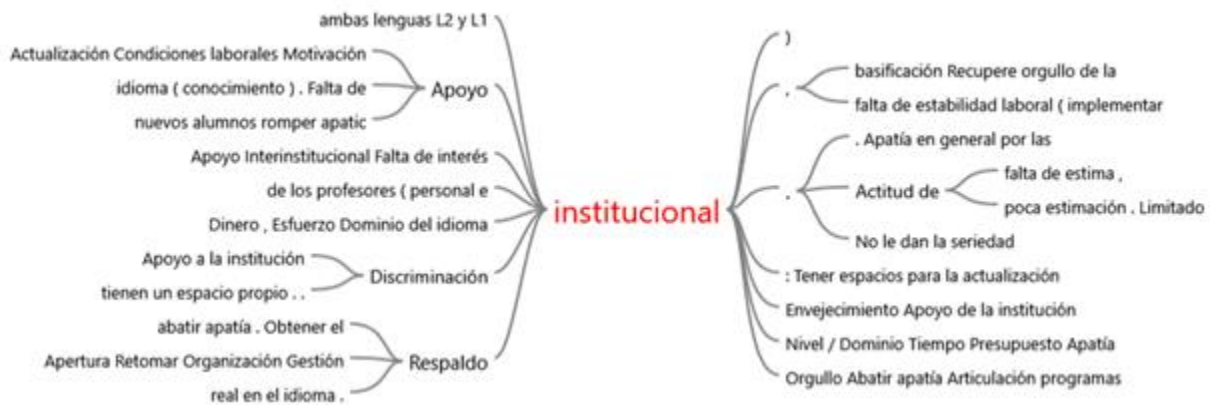 ambas lenguas L2 y L1
Actualización Condiciones laborales Motivación
idioma ( conocimiento ) . Falta de
nuevos alumnos romper apatic
Apoyo
Apoyo Interinstitucional Falta de interés
de los profesores ( personal e
Dinero , Esfuerzo Dominio del idioma
Apoyo a la institución
tienen un espacio propio . .
Discriminación
abatir apatía . Obtener el
Apertura Retomar Organización Gestión
real en el idioma .
Respaldo
institucional
)
,
basificación Recupere orgullo de la
falta de estabilidad laboral ( implementar
.
. Apatía en general por las
Actitud de
falta de estima ,
poca estimación . Limitado
No le dan la seriedad
: Tener espacios para la actualización
Envejecimiento Apoyo de la institución
Nivel / Dominio Tiempo Presupuesto Apatía
Orgullo Abatir apatía Articulación programas